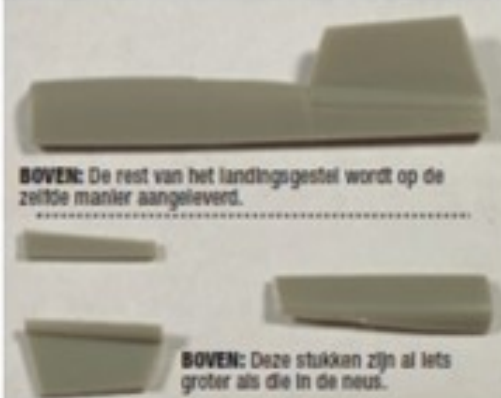 BOVEN: De rest van het landingsgestel wordt op de
zelfde manier aangeleverd.
BOVEN: Deze stukken zijn al iets
groter als die in de neus.